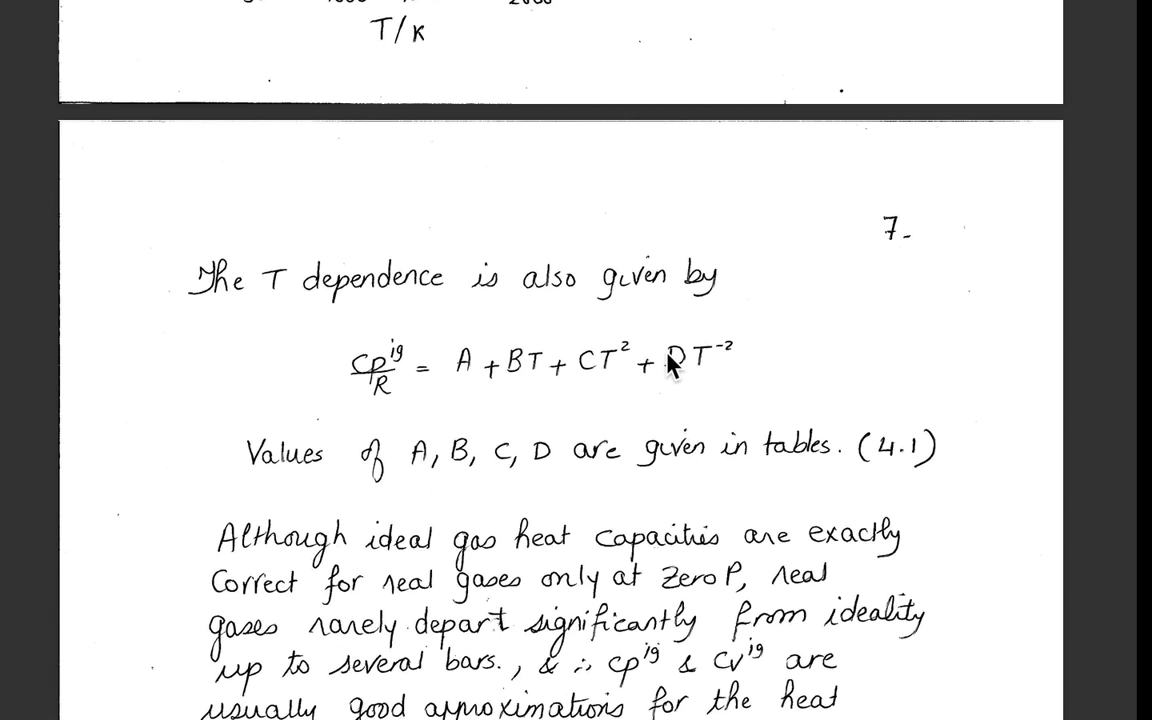 T/K
7-
The T dependence is also given by
Cp^ig/R = A + BT + CT² + DT⁻²
Values of A, B, C, D are given in tables. (4.1)
Although ideal gas heat capacities are exactly
correct for real gases only at zero P, real
gases rarely depart significantly from ideality
up to several bars., & ∴ Cp^ig & Cv^ig are
usually good approximations for the heat